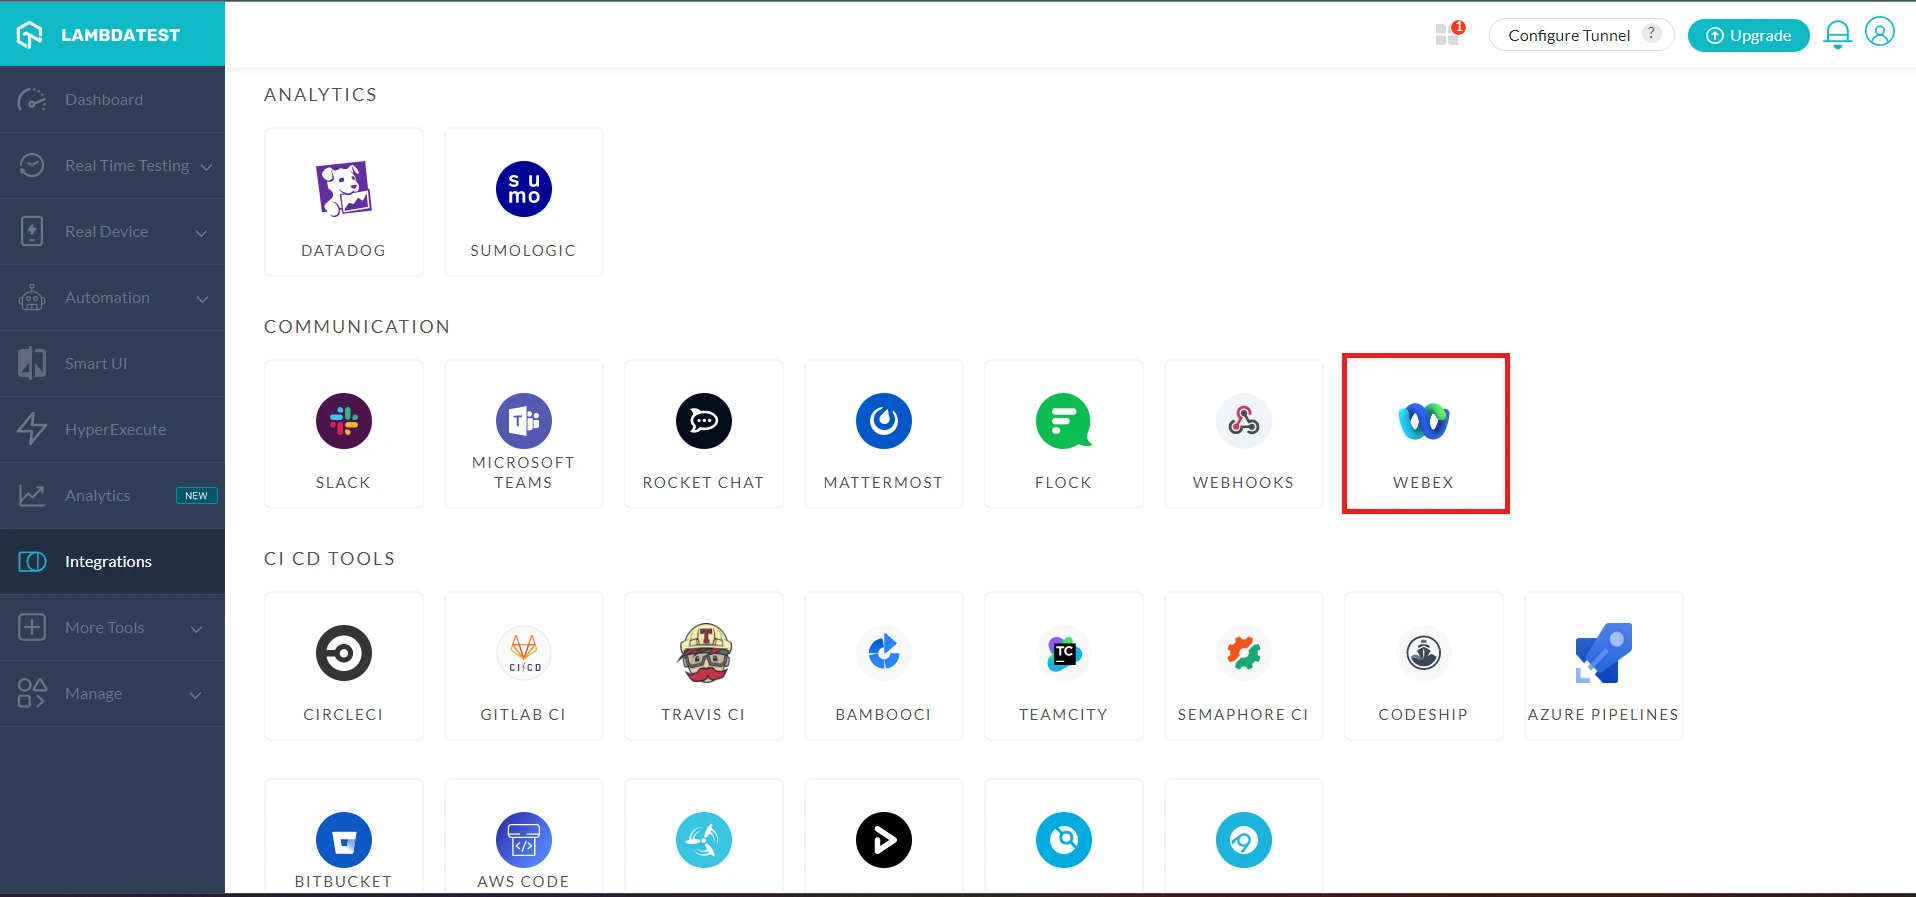 LAMBDATEST
1
Configure Tunnel ?
Upgrade
Dashboard
Real Time Testing
Real Device
Automation
Smart UI
HyperExecute
Analytics NEW
Integrations
More Tools
Manage
ANALYTICS
DATADOG
su
mo
SUMOLOGIC
COMMUNICATION
SLACK
T
MICROSOFT
TEAMS
ROCKET CHAT
MATTERMOST
FLOCK
WEBHOOKS
WEBEX
CI CD TOOLS
CIRCLECI
CI CD
GITLAB CI
T
TRAVIS CI
BAMBOOCI
TC
TEAMCITY
SEMAPHORE CI
CODESHIP
AZURE PIPELINES
BITBUCKET
</>
AWS CODE